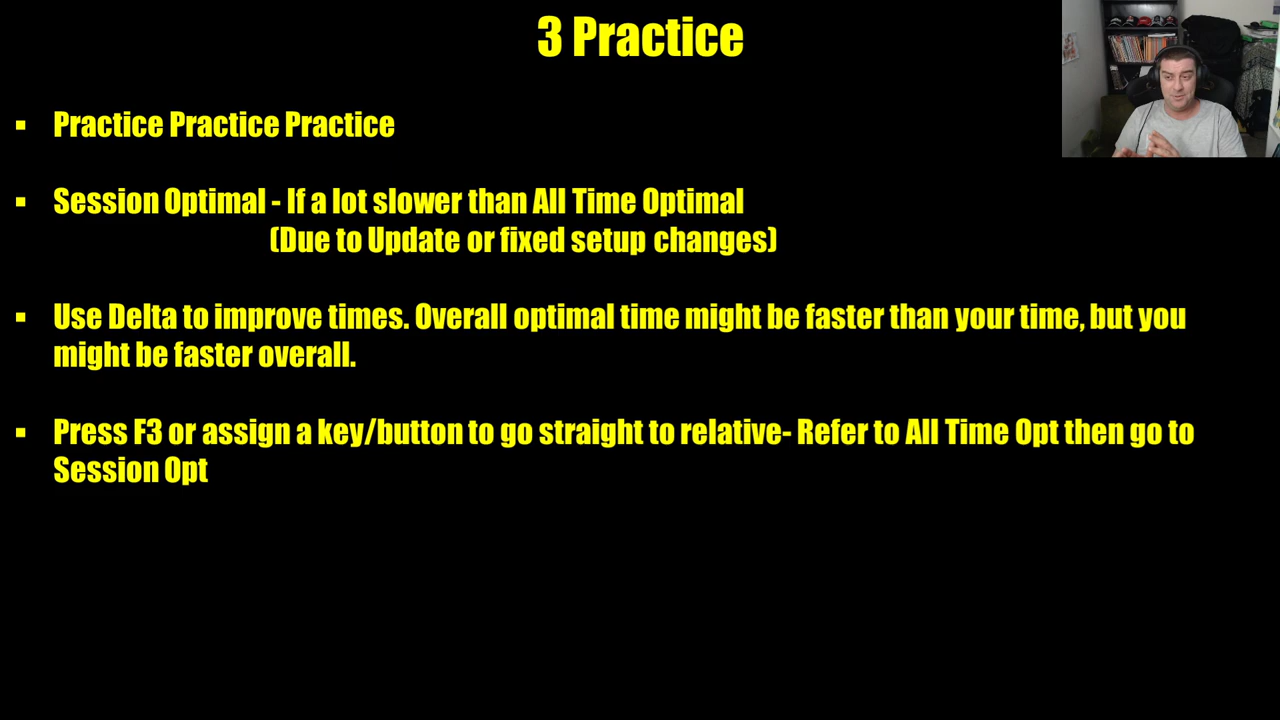 3 Practice
▪ Practice Practice Practice
▪ Session Optimal - If a lot slower than All Time Optimal
(Due to Update or fixed setup changes)
▪ Use Delta to improve times. Overall optimal time might be faster than your time, but you
might be faster overall.
▪ Press F3 or assign a key/button to go straight to relative- Refer to All Time Opt then go to
Session Opt